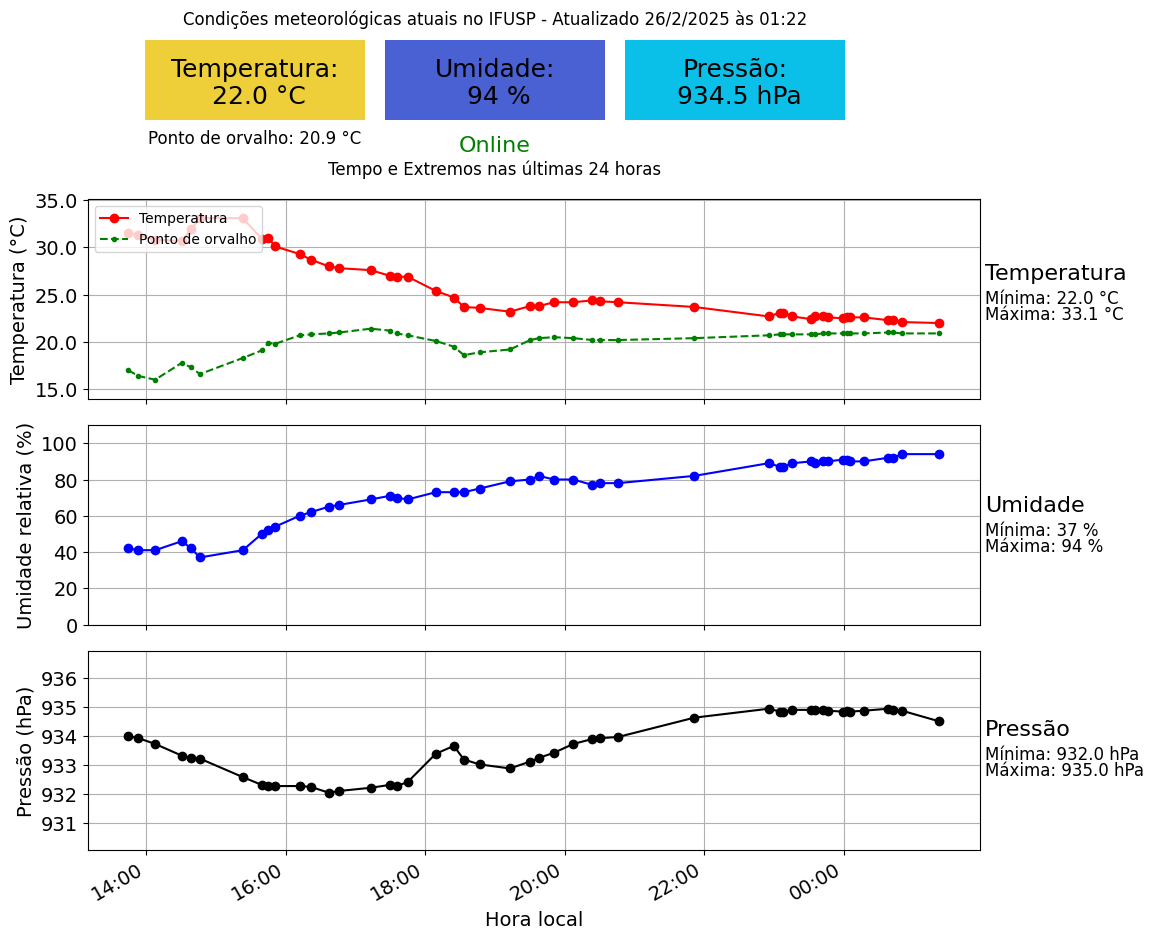 Condições meteorológicas atuais no IFUSP - Atualizado 26/2/2025 às 01:22
Temperatura:
22.0 °C
Umidade:
94 %
Pressão:
934.5 hPa
Ponto de orvalho: 20.9 °C
Online
Tempo e Extremos nas últimas 24 horas
Temperatura (°C)
35.0
30.0
25.0
20.0
15.0
Temperatura
Ponto de orvalho
Temperatura
Mínima: 22.0 °C
Máxima: 33.1 °C
Umidade relativa (%)
100
80
60
40
20
0
Umidade
Mínima: 37 %
Máxima: 94 %
Pressão (hPa)
936
935
934
933
932
931
Pressão
Mínima: 932.0 hPa
Máxima: 935.0 hPa
14:00
16:00
18:00
20:00
22:00
00:00
Hora local